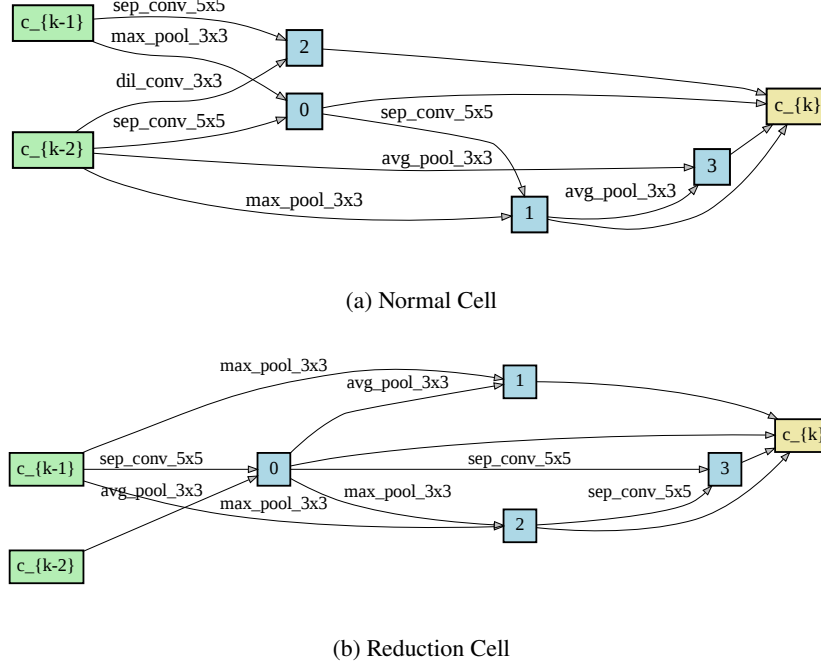 sep_conv_5x5
c_{k-1}
max_pool_3x3
2
dil_conv_3x3
c_{k}
sep_conv_5x5
0
sep_conv_5x5
c_{k-2}
avg_pool_3x3
3
max_pool_3x3
avg_pool_3x3
1
(a) Normal Cell
max_pool_3x3
1
avg_pool_3x3
c_{k}
c_{k-1}
sep_conv_5x5
0
sep_conv_5x5
3
avg_pool_3x3
max_pool_3x3
max_pool_3x3
sep_conv_5x5
2
c_{k-2}
(b) Reduction Cell